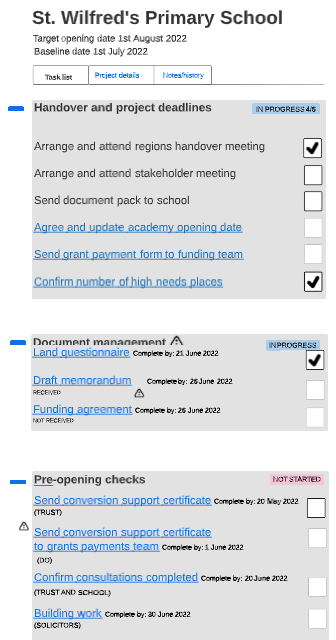 St. Wilfred's Primary School
Target opening date 1st August 2022
Baseline date 1st July 2022
Task list
Project details
Notes/history
Handover and project deadlines
IN PROGRESS 4/6
Arrange and attend regions handover meeting
Arrange and attend stakeholder meeting
Send document pack to school
Agree and update academy opening date
Send grant payment form to funding team
Confirm number of high needs places
Document management
IN PROGRESS
Land questionnaire Complete by: 21 June 2022
Draft memorandum Complete by: 26 June 2022
RECEIVED
Funding agreement Complete by: 26 June 2022
NOT RECEIVED
Pre-opening checks
NOT STARTED
Send conversion support certificate Complete by: 20 May 2022
(TRUST)
Send conversion support certificate
to grants payments team Complete by: 1 June 2022
(DO)
Confirm consultations completed Complete by: 20 June 2022
(TRUST AND SCHOOL)
Building work Complete by: 30 June 2022
(SOLICITORS)